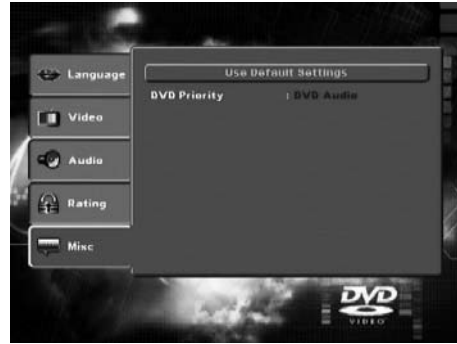 Language
Video
Audio
Rating
Misc
Use Default Settings
DVD Priority : DVD Audio
DVD
VIDEO